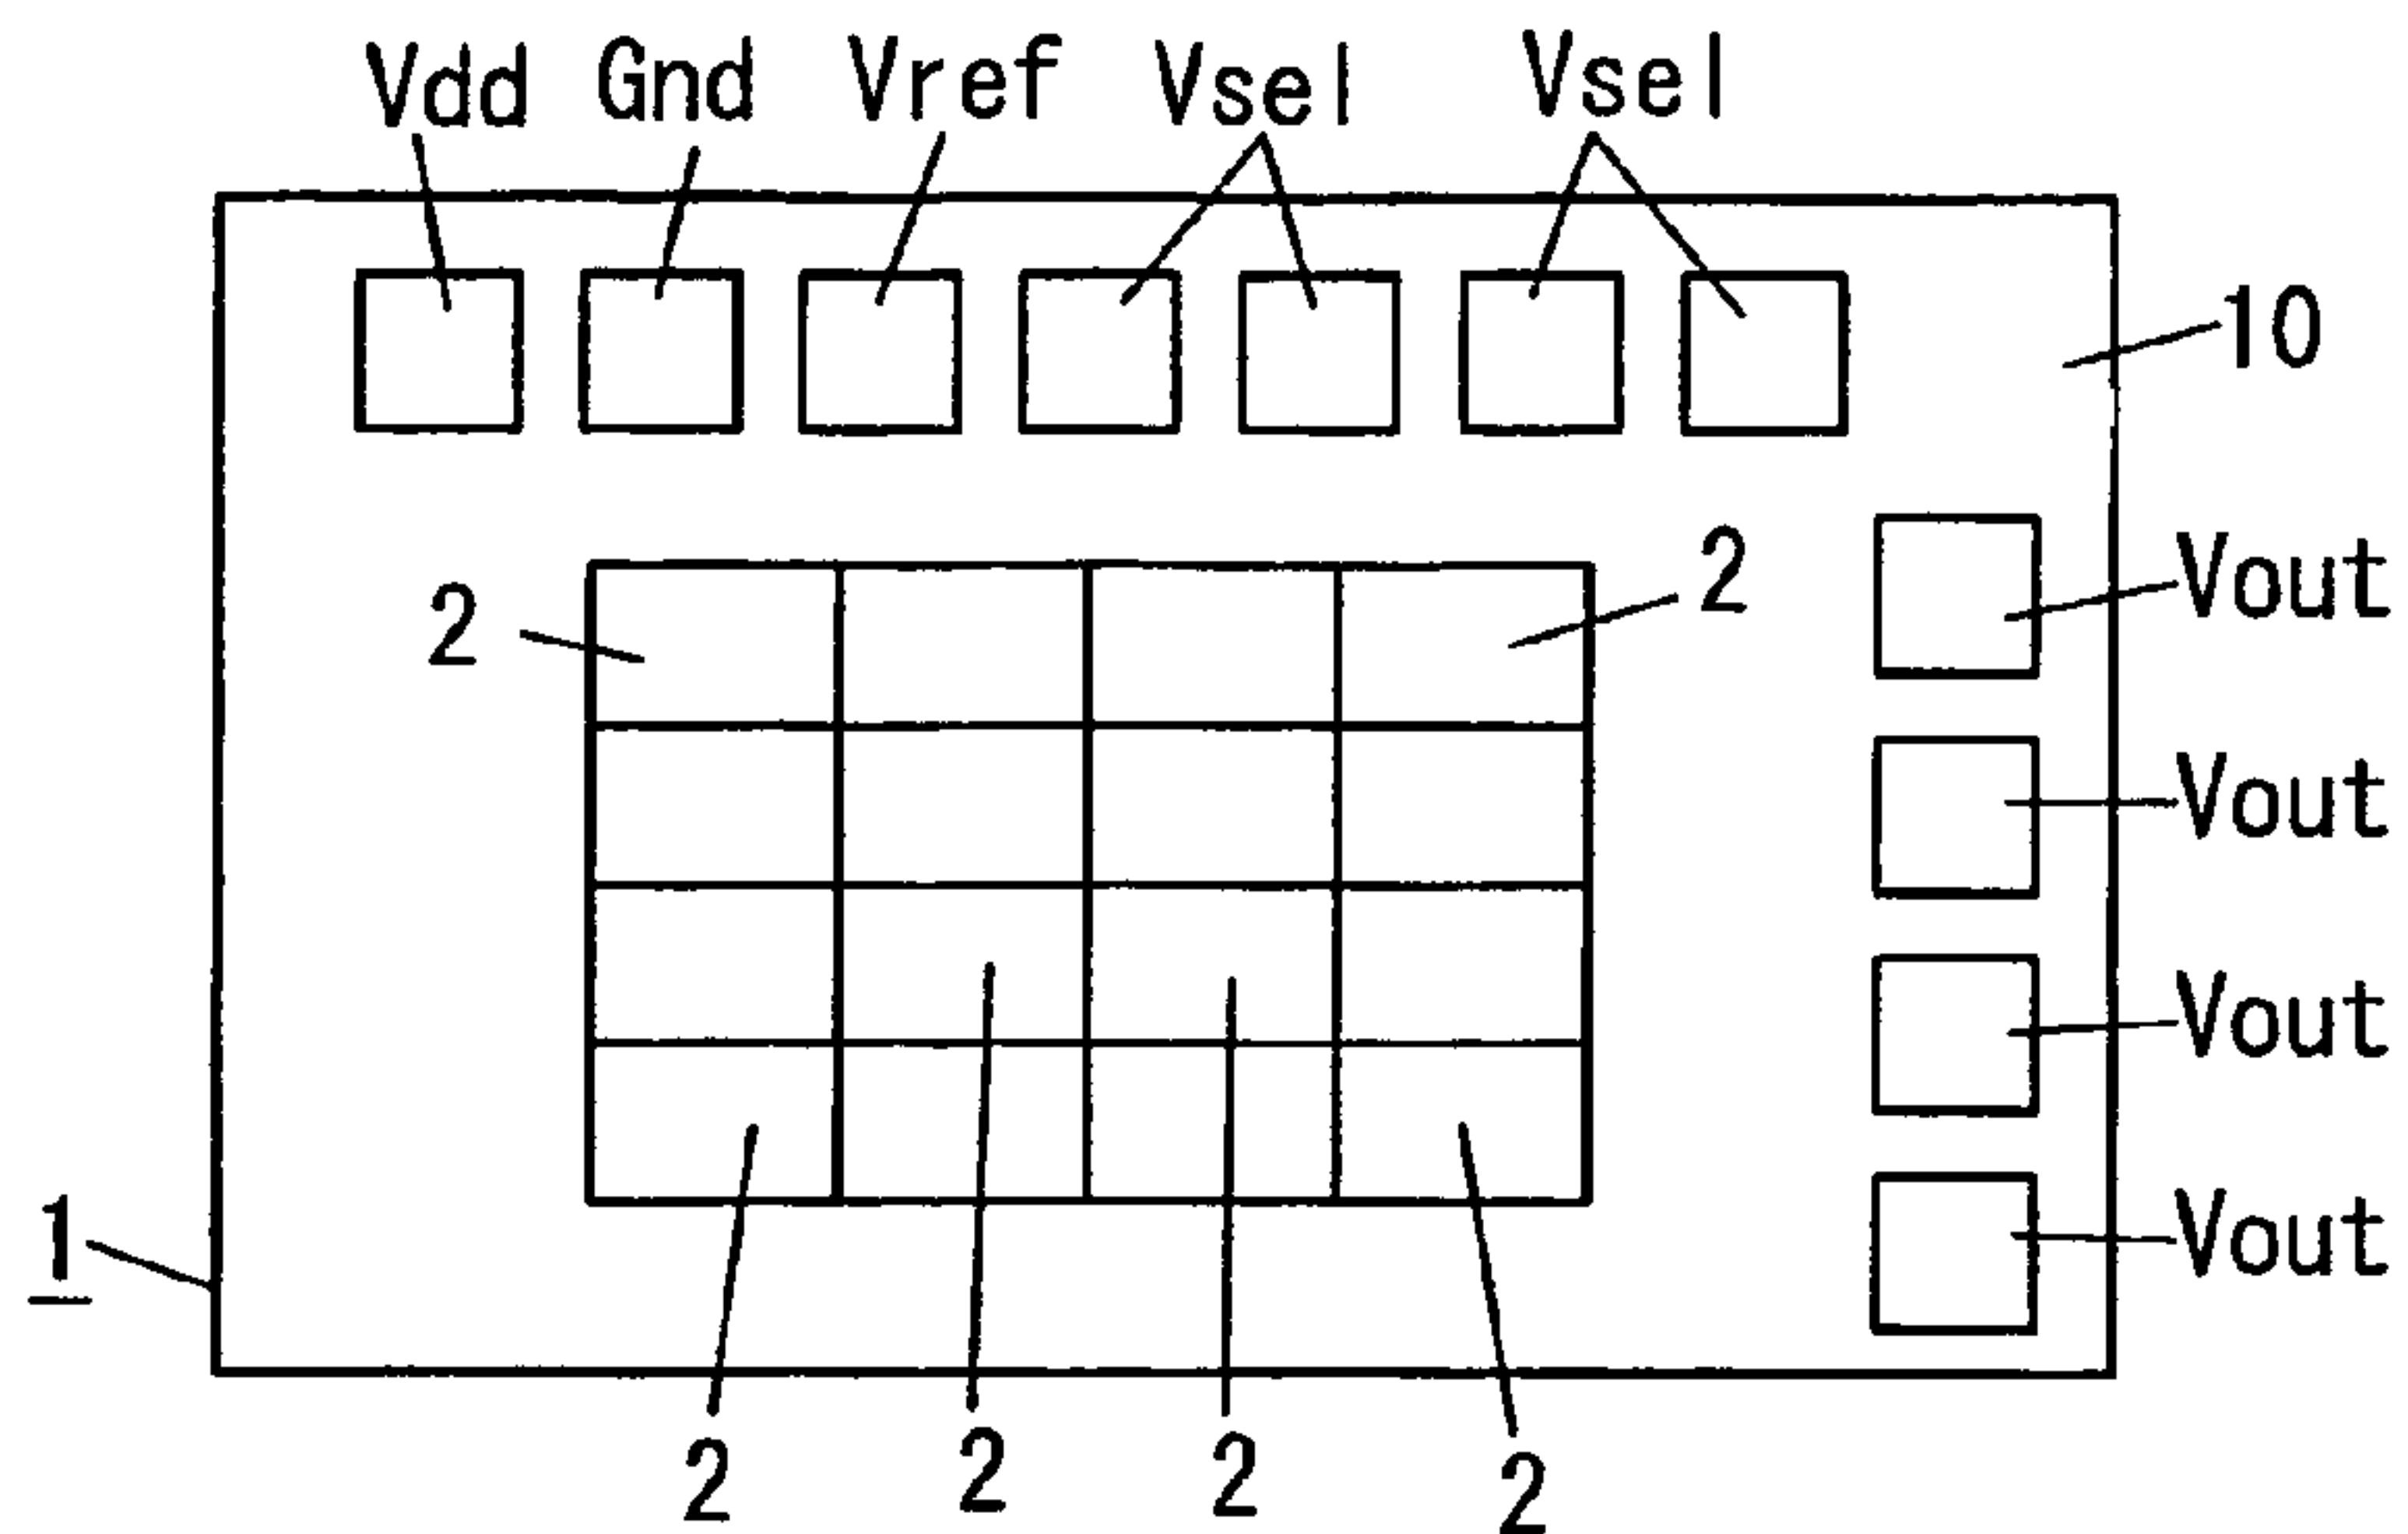 Vdd Gnd Vref Vsel Vsel
10
2 2 Vout
Vout
Vout
1 Vout
2 2 2 2